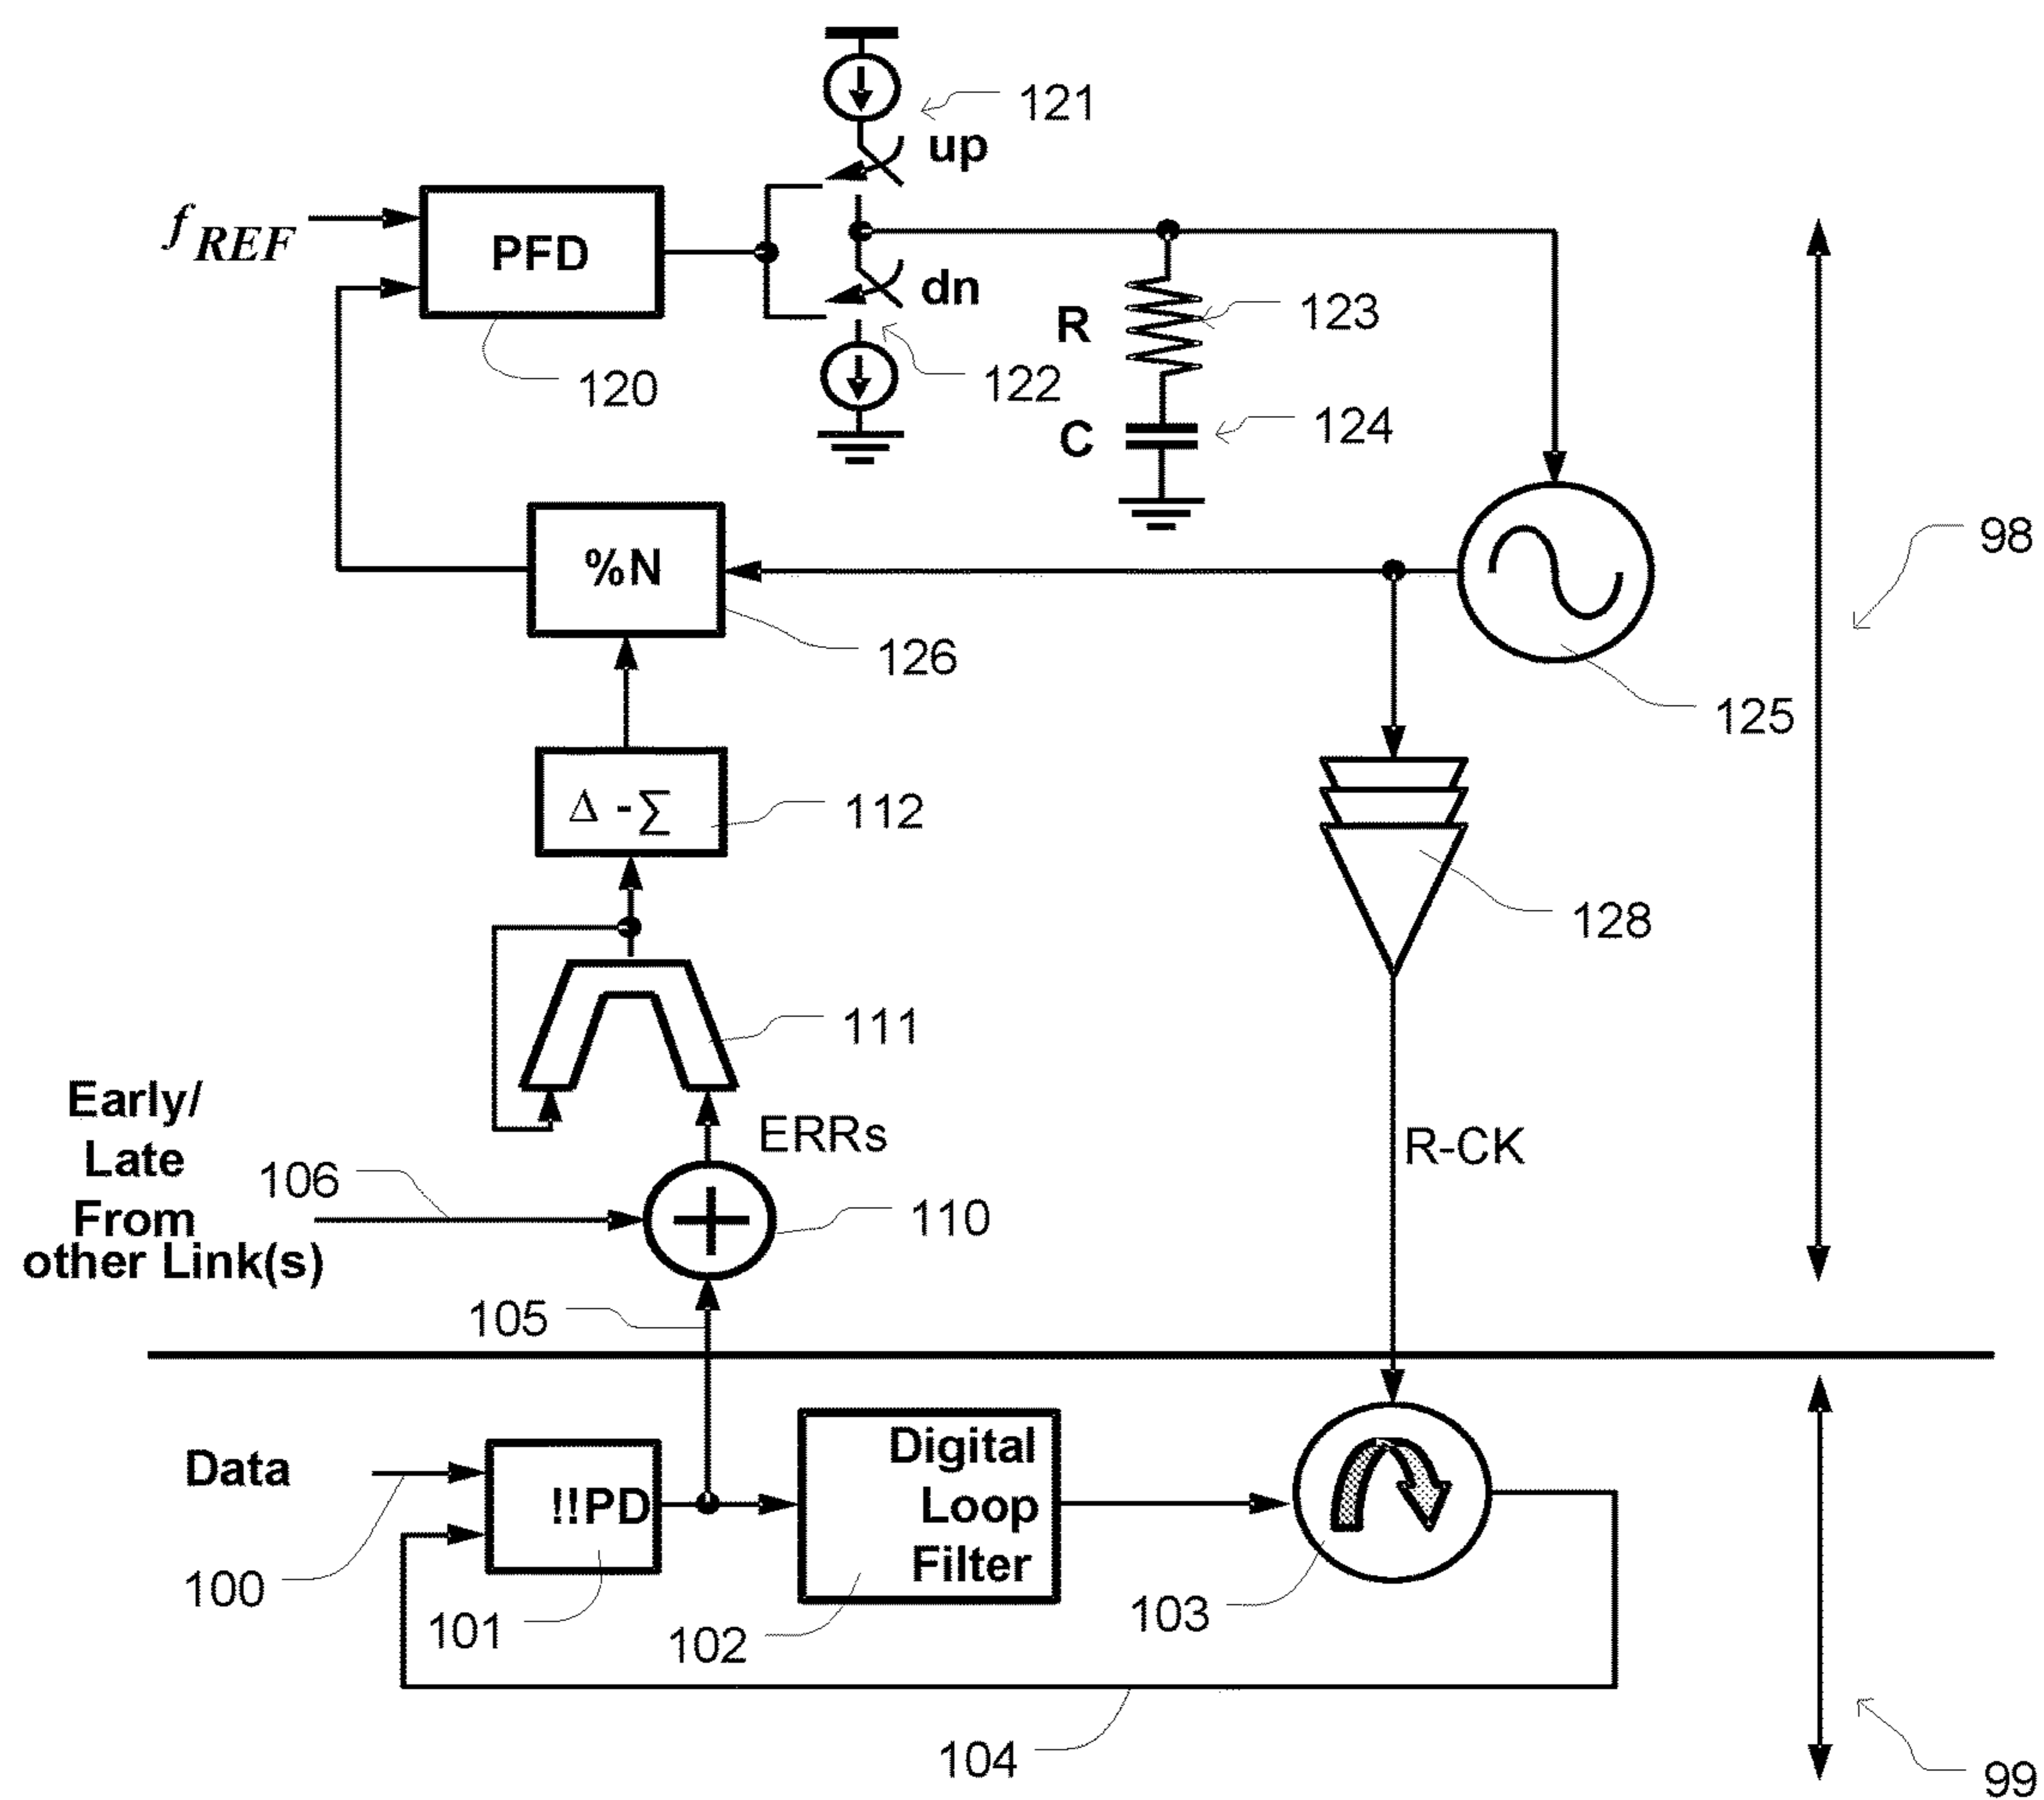 121
up
f REF
PFD
dn
R
123
120
122
C
124
98
%N
126
125
Δ -Σ
112
128
111
Early/
Late
From
other Link(s)
ERRs
R-CK
106
110
105
Data
!!PD
Digital
Loop
Filter
100
101
102
103
104
99